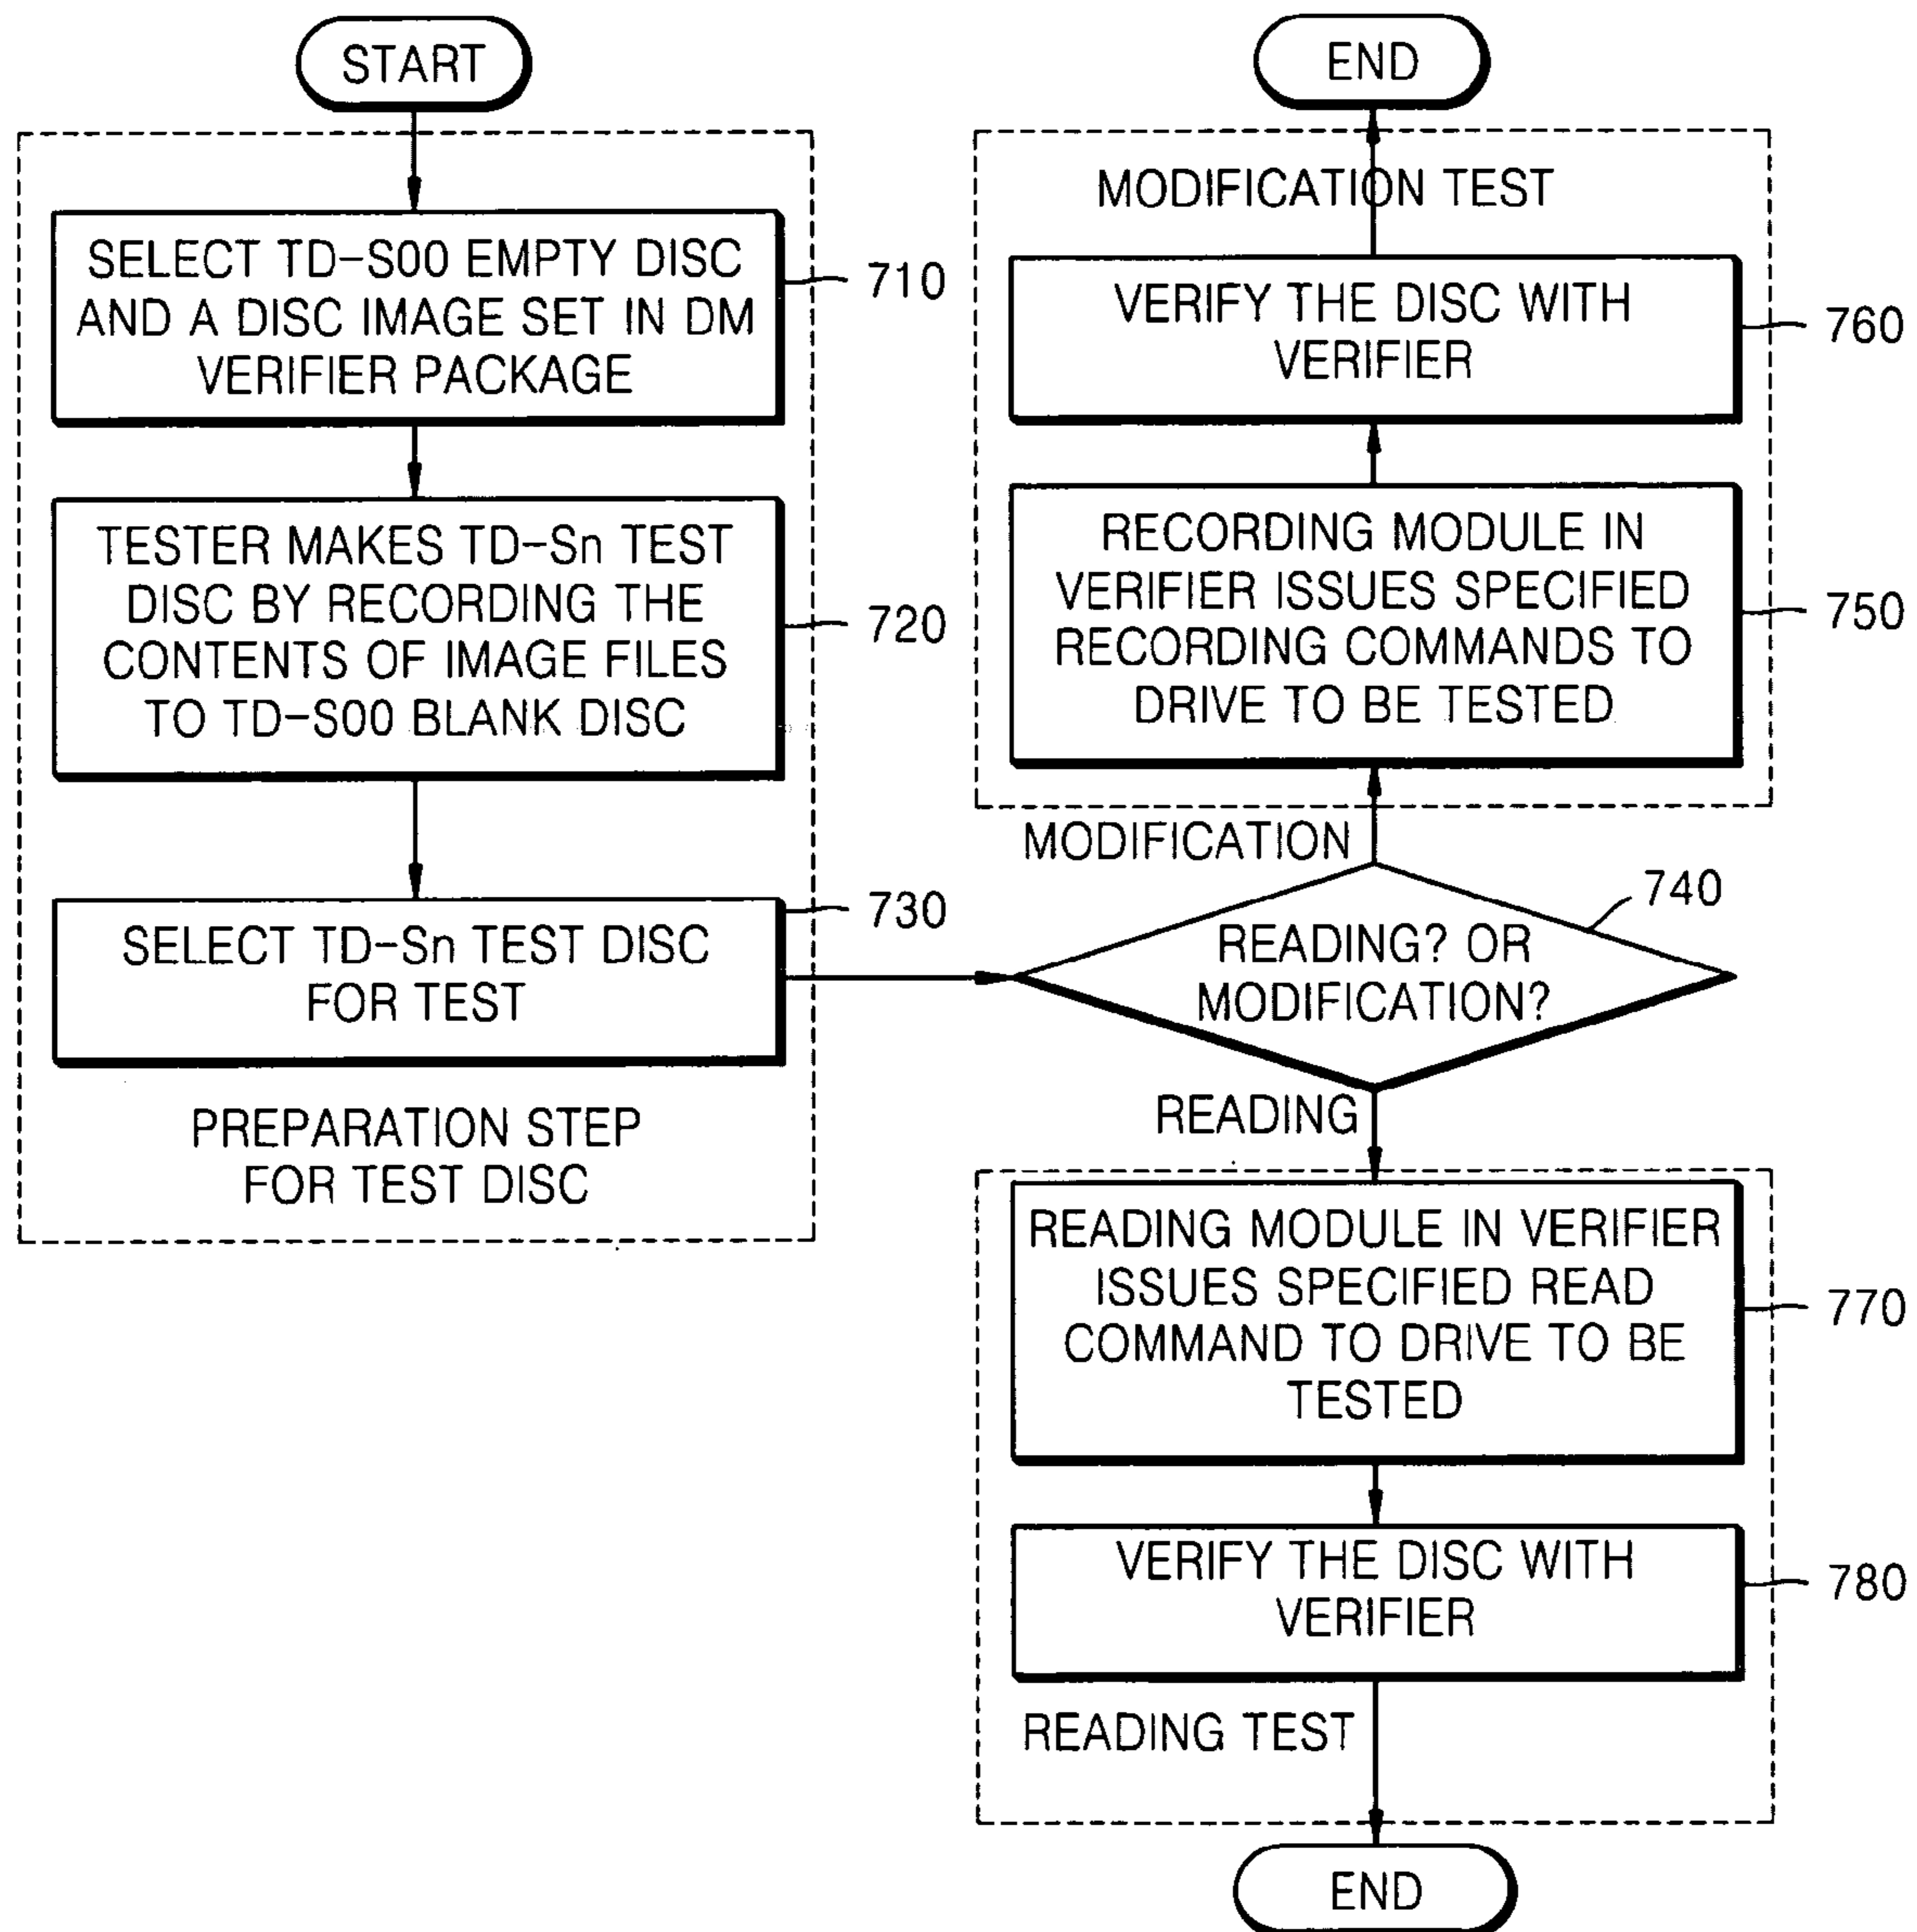 START
SELECT TD-S00 EMPTY DISC
AND A DISC IMAGE SET IN DM
VERIFIER PACKAGE
710
TESTER MAKES TD-Sn TEST
DISC BY RECORDING THE
CONTENTS OF IMAGE FILES
TO TD-S00 BLANK DISC
720
SELECT TD-Sn TEST DISC
FOR TEST
730
PREPARATION STEP
FOR TEST DISC
END
MODIFICATION TEST
VERIFY THE DISC WITH
VERIFIER
760
RECORDING MODULE IN
VERIFIER ISSUES SPECIFIED
RECORDING COMMANDS TO
DRIVE TO BE TESTED
750
MODIFICATION
740
READING? OR
MODIFICATION?
READING
READING MODULE IN VERIFIER
ISSUES SPECIFIED READ
COMMAND TO DRIVE TO BE
TESTED
770
VERIFY THE DISC WITH
VERIFIER
780
READING TEST
END